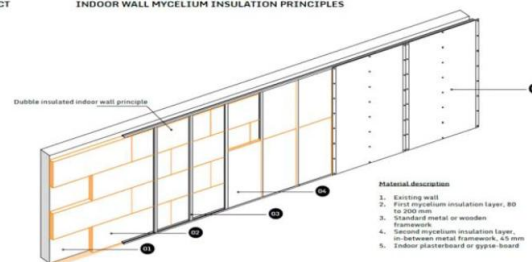 CT
INDOOR WALL MYCELIUM INSULATION PRINCIPLES
Dubble insulated indoor wall principle
04
03
02
01
Material description
1. Existing wall
2. First mycelium insulation layer, 80
to 200 mm
3. Standard metal or wooden
framework
4. Second mycelium insulation layer,
in-between metal framework, 45 mm
5. Indoor plasterboard or gypse-board